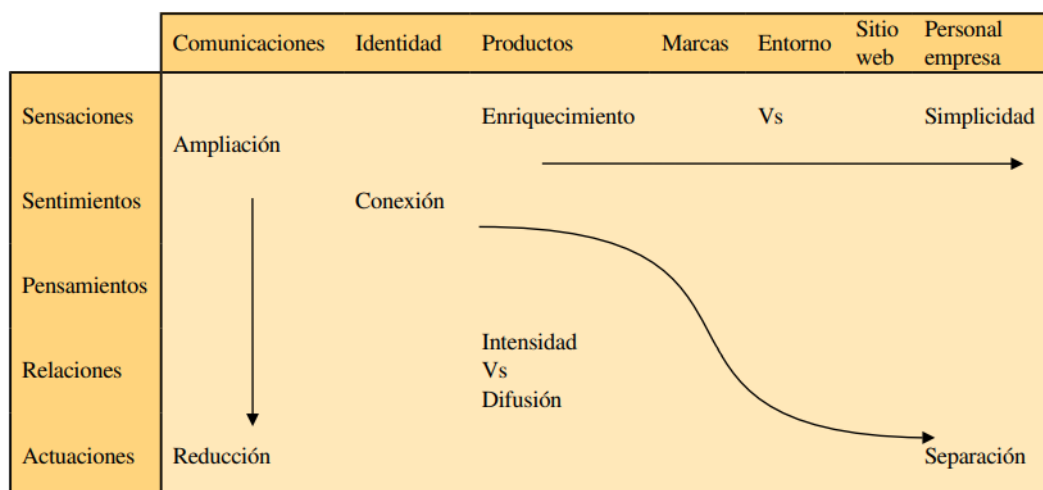 Comunicaciones Identidad Productos Marcas Entorno Sitio web Personal empresa
Sensaciones Enriquecimiento Vs Simplicidad
Ampliación
Sentimientos Conexión
Pensamientos
Intensidad
Relaciones Vs
Difusión
Actuaciones Reducción Separación